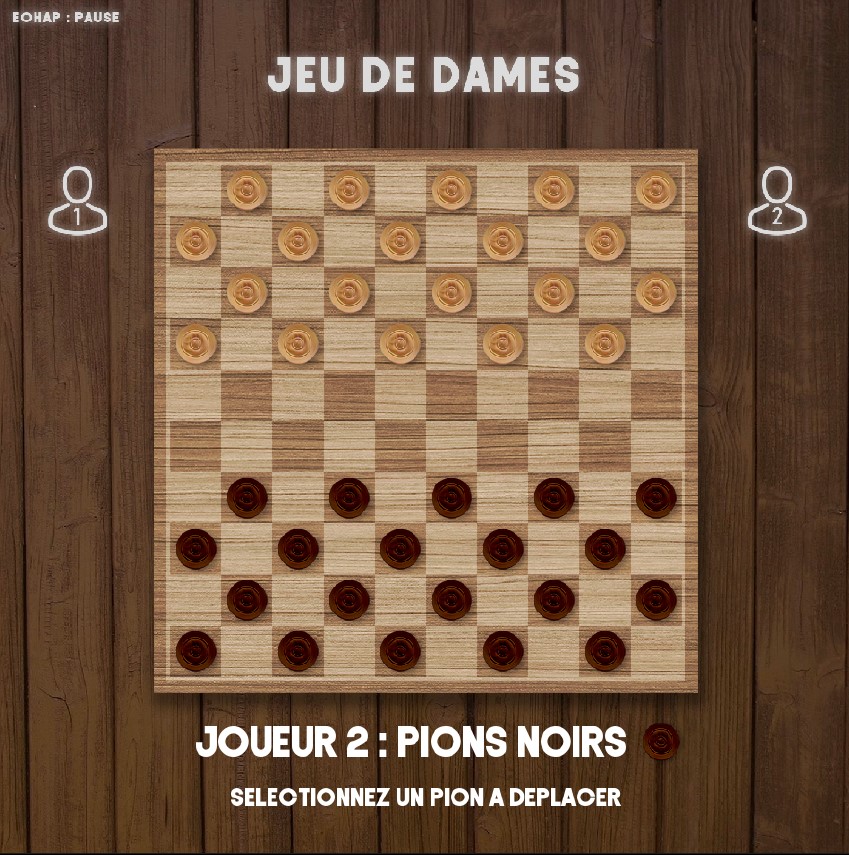 ECHAP : PAUSE
JEU DE DAMES
1
2
JOUEUR 2 : PIONS NOIRS
SELECTIONNEZ UN PION A DEPLACER